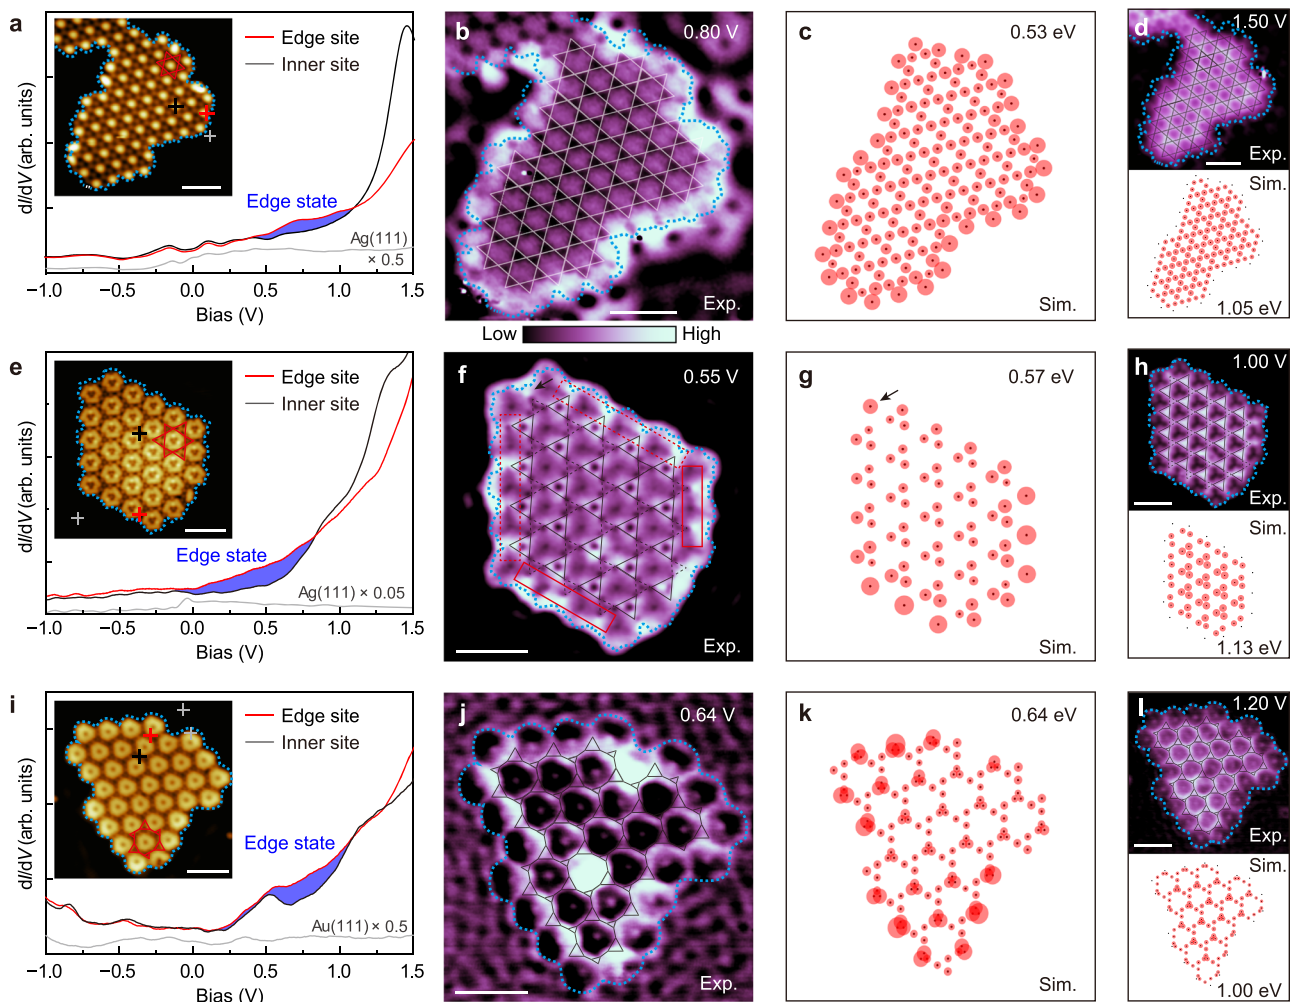 a
dI/dV (arb. units)
Edge site
Inner site
Edge state
Ag(111)
× 0.5
−1.0 −0.5 0.0 0.5 1.0 1.5
Bias (V)
b
0.80 V
Exp.
Low High
c
0.53 eV
Sim.
d
1.50 V
Exp.
Sim.
1.05 eV
e
dI/dV (arb. units)
Edge site
Inner site
Edge state
Ag(111) × 0.05
−1.0 −0.5 0.0 0.5 1.0 1.5
Bias (V)
f
0.55 V
Exp.
g
0.57 eV
Sim.
h
1.00 V
Exp.
Sim.
1.13 eV
i
dI/dV (arb. units)
Edge site
Inner site
Edge state
Au(111) × 0.5
−1.0 −0.5 0.0 0.5 1.0 1.5
Bias (V)
j
0.64 V
Exp.
k
0.64 eV
Sim.
l
1.20 V
Exp.
Sim.
1.00 eV